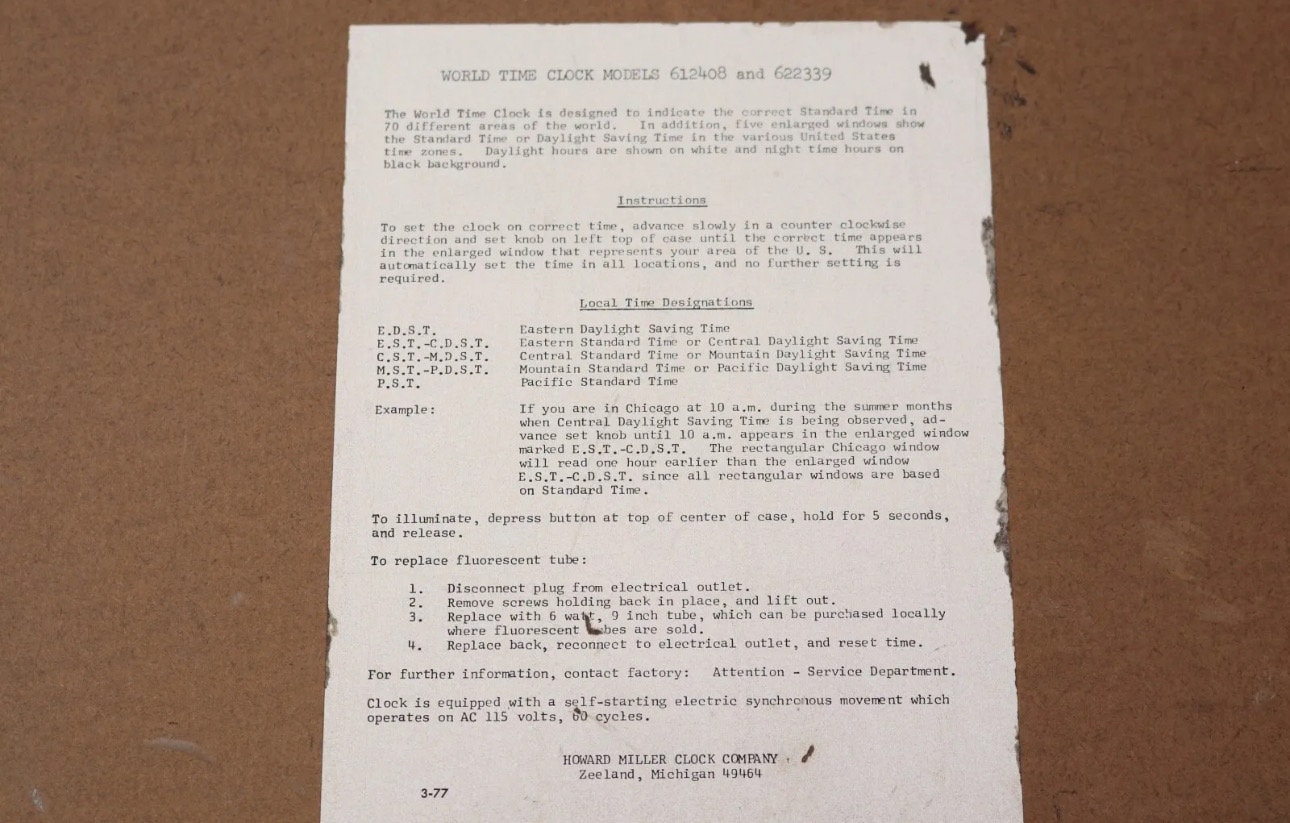 WORLD TIME CLOCK MODELS 612408 and 622339
The World Time Clock is designed to indicate the correct Standard Time in
70 different areas of the world. In addition, five enlarged windows show
the Standard Time or Daylight Saving Time in the various United States
time zones. Daylight hours are shown on white and night time hours on
black background.
Instructions
To set the clock on correct time, advance slowly in a counter clockwise
direction and set knob on left top of case until the correct time appears
in the enlarged window that represents your area of the U. S. This will
automatically set the time in all locations, and no further setting is
required.
Local Time Designations
E.D.S.T. Eastern Daylight Saving Time
E.S.T.-C.D.S.T. Eastern Standard Time or Central Daylight Saving Time
C.S.T.-M.D.S.T. Central Standard Time or Mountain Daylight Saving Time
M.S.T.-P.D.S.T. Mountain Standard Time or Pacific Daylight Saving Time
P.S.T. Pacific Standard Time
Example: If you are in Chicago at 10 a.m. during the summer months
when Central Daylight Saving Time is being observed, ad-
vance set knob until 10 a.m. appears in the enlarged window
marked E.S.T.-C.D.S.T. The rectangular Chicago window
will read one hour earlier than the enlarged window
E.S.T.-C.D.S.T. since all rectangular windows are based
on Standard Time.
To illuminate, depress button at top of center of case, hold for 5 seconds,
and release.
To replace fluorescent tube:
1. Disconnect plug from electrical outlet.
2. Remove screws holding back in place, and lift out.
3. Replace with 6 watt, 9 inch tube, which can be purchased locally
where fluorescent tubes are sold.
4. Replace back, reconnect to electrical outlet, and reset time.
For further information, contact factory: Attention - Service Department.
Clock is equipped with a self-starting electric synchronous movement which
operates on AC 115 volts, 60 cycles.
HOWARD MILLER CLOCK COMPANY
Zeeland, Michigan 49464
3-77